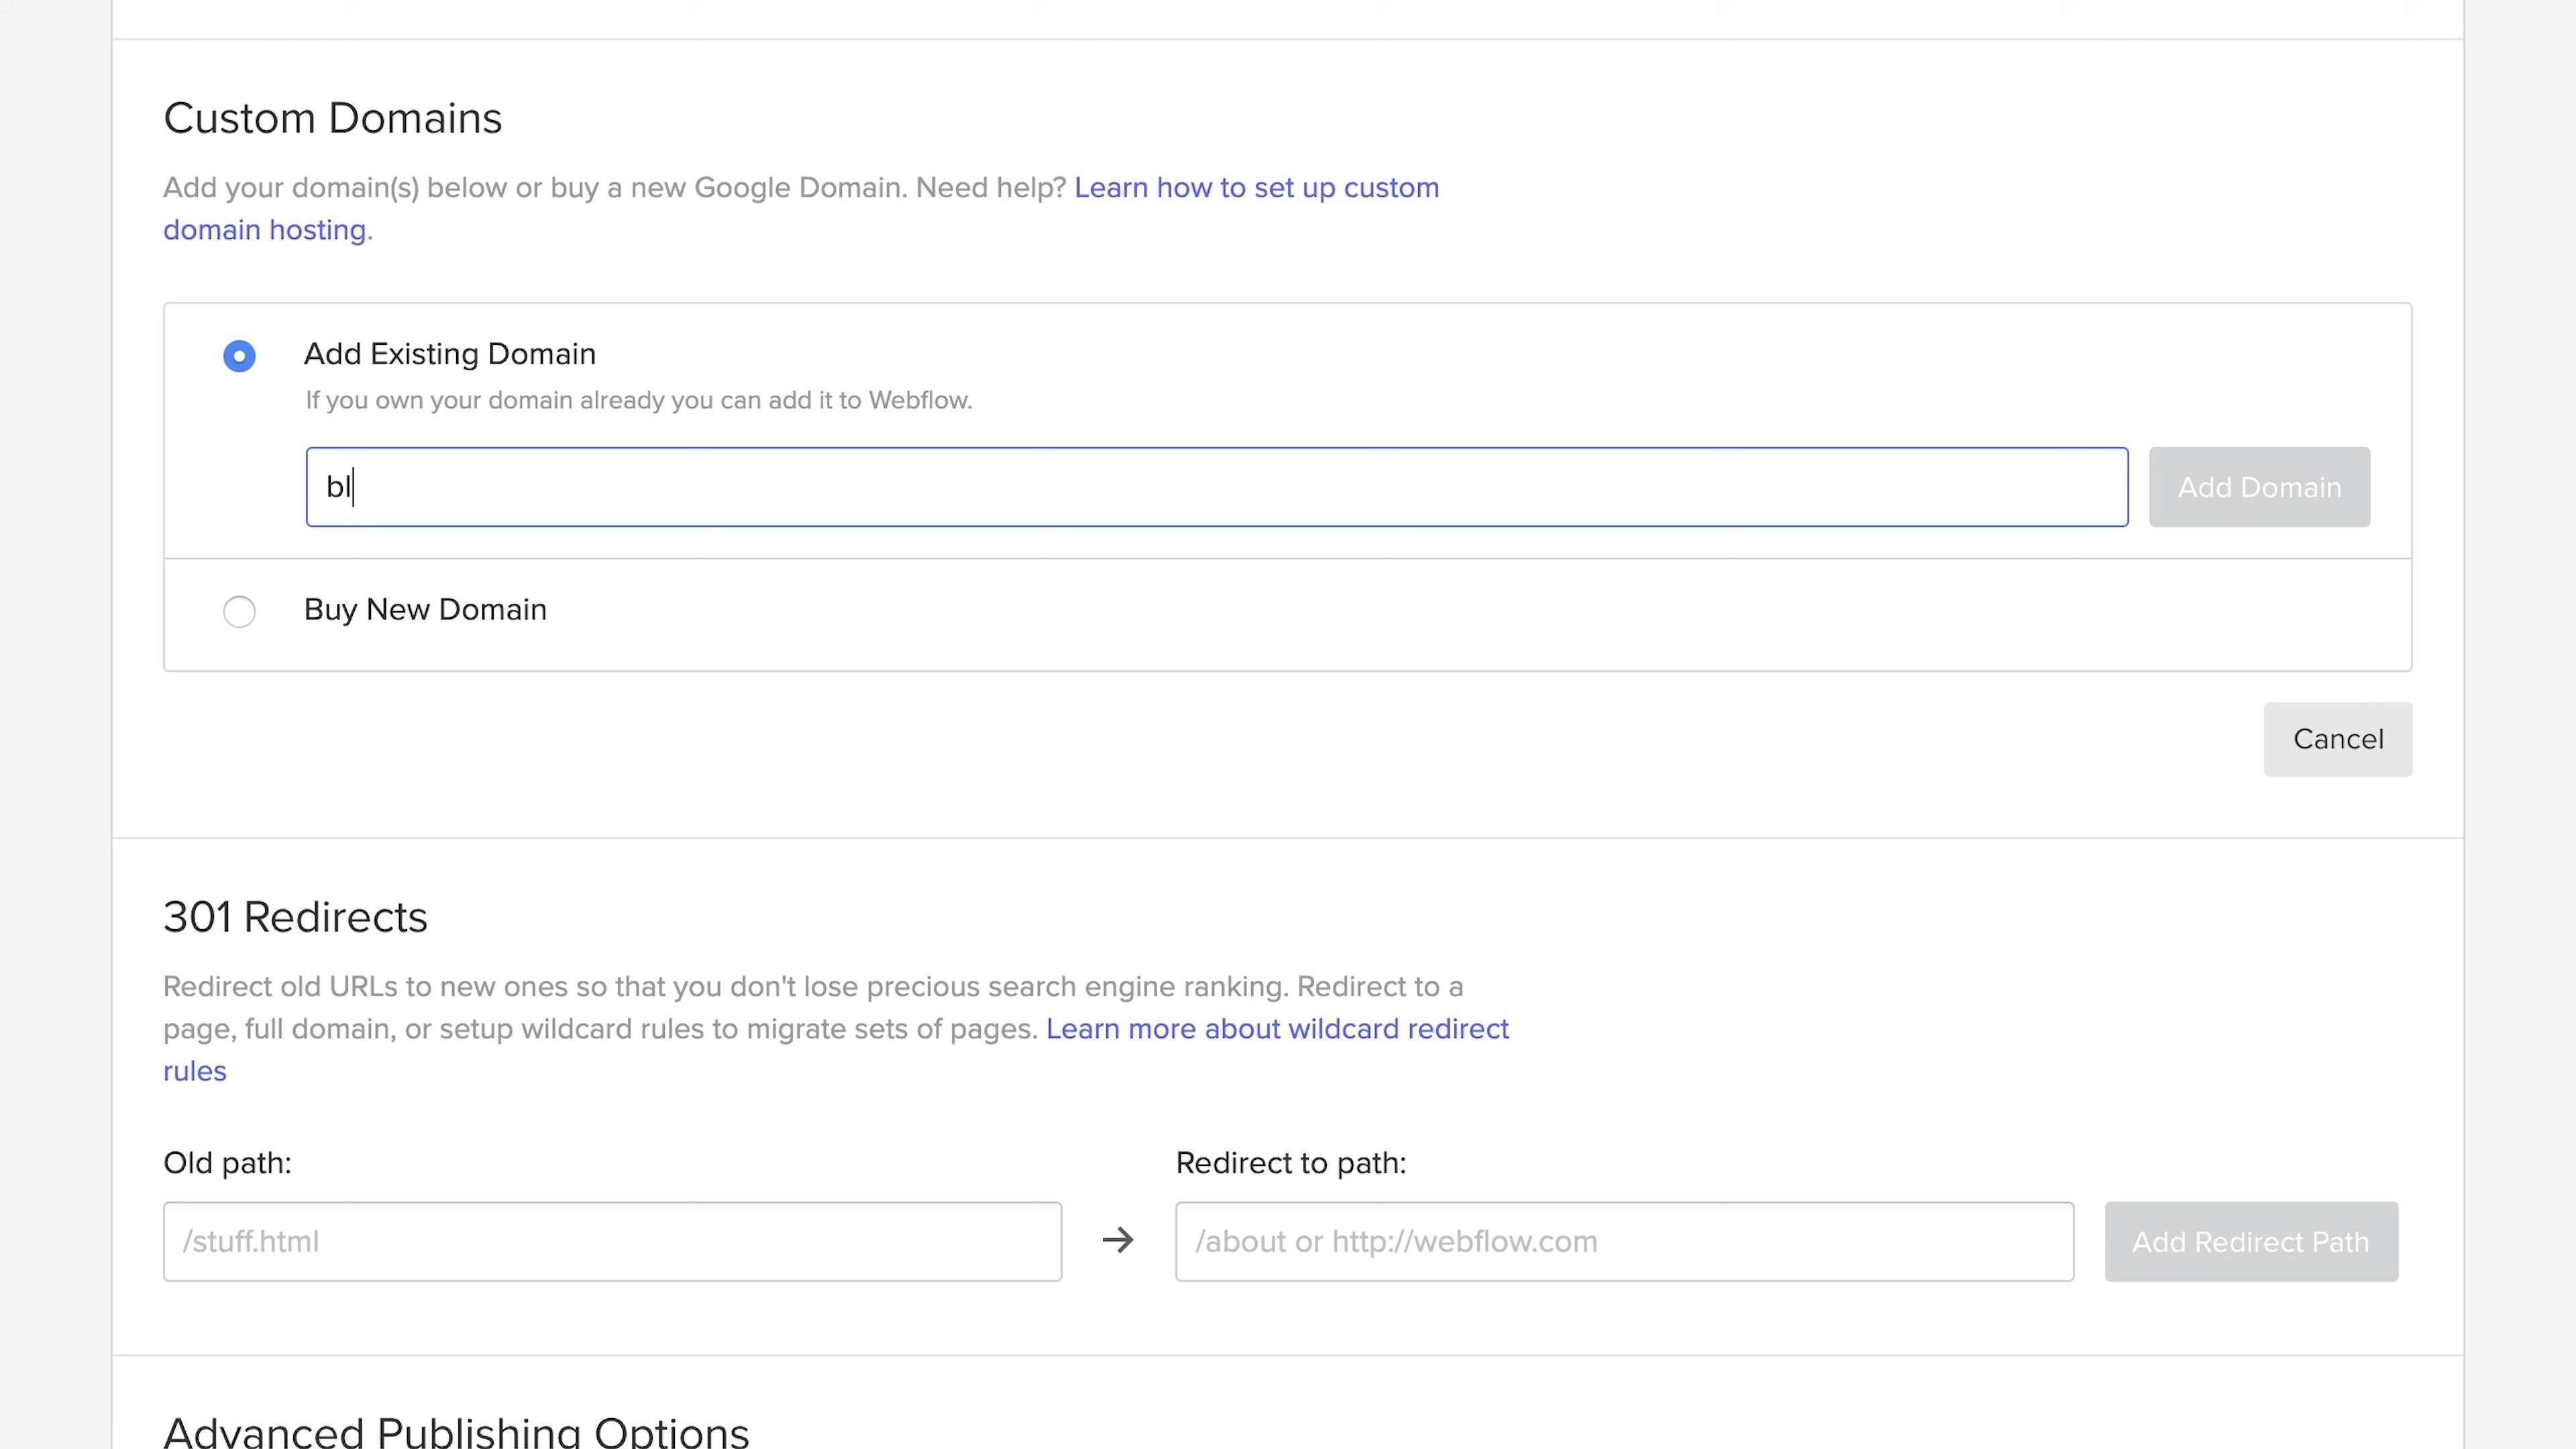 Custom Domains
Add your domain(s) below or buy a new Google Domain. Need help? Learn how to set up custom
domain hosting.
Add Existing Domain
If you own your domain already you can add it to Webflow.
bl
Add Domain
Buy New Domain
Cancel
301 Redirects
Redirect old URLs to new ones so that you don't lose precious search engine ranking. Redirect to a
page, full domain, or setup wildcard rules to migrate sets of pages. Learn more about wildcard redirect
rules
Old path:
Redirect to path:
/stuff.html
/about or http://webflow.com
Add Redirect Path
Advanced Publishing Options